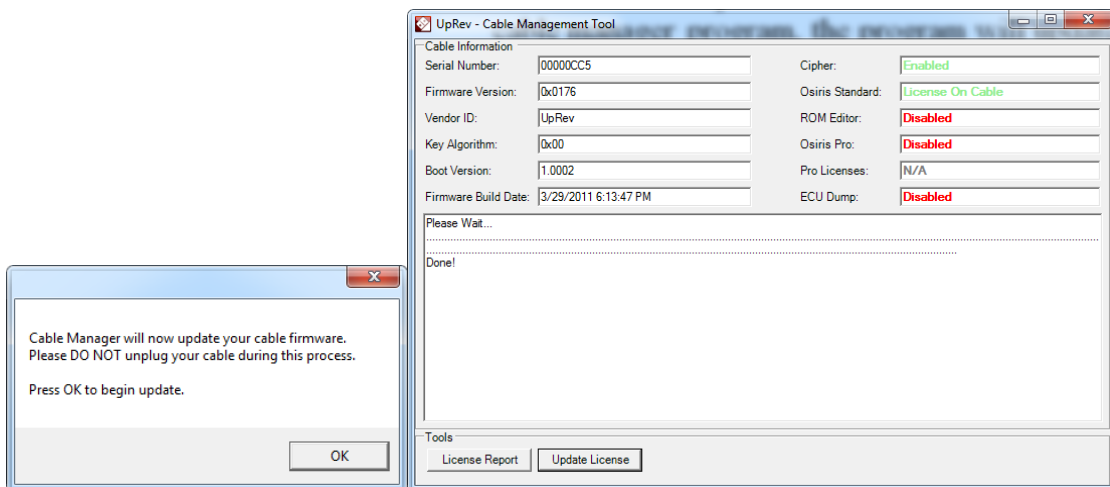 UpRev - Cable Management Tool
Cable Information
Serial Number: 00000CC5 Cipher: Enabled
Firmware Version: 0x0176 Osiris Standard: License On Cable
Vendor ID: UpRev ROM Editor: Disabled
Key Algorithm: 0x00 Osiris Pro: Disabled
Boot Version: 1.0002 Pro Licenses: N/A
Firmware Build Date: 3/29/2011 6:13:47 PM ECU Dump: Disabled
Please Wait...
Done!
Tools
License Report Update License
Cable Manager will now update your cable firmware.
Please DO NOT unplug your cable during this process.
Press OK to begin update.
OK